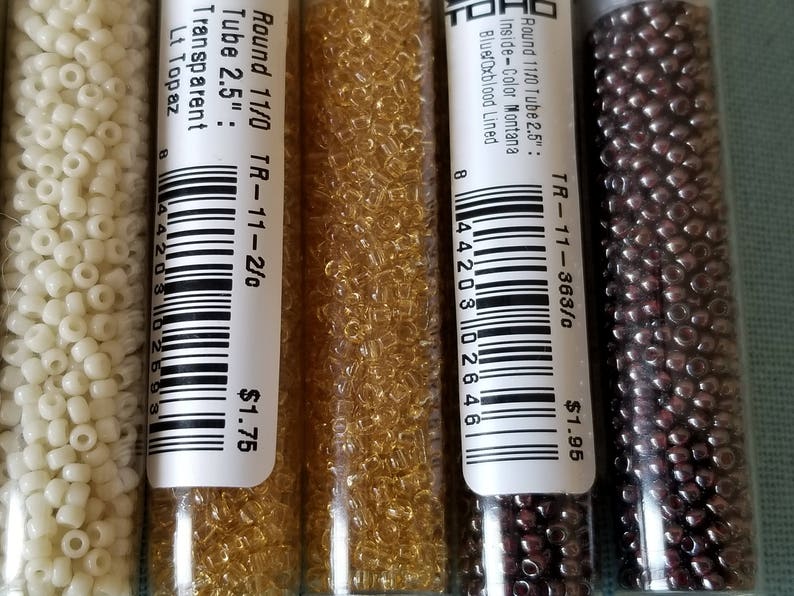 Round 11/0
Tube 2.5" :
Transparent
Lt Topaz
TR-11-2/c
8 44203 02593
$1.75
TOHO
Round 11/0 Tube 2.5" :
Inside-Color Montana
Blue/Oxblood Lined
TR-11-363/c
8 44203 02646
$1.95